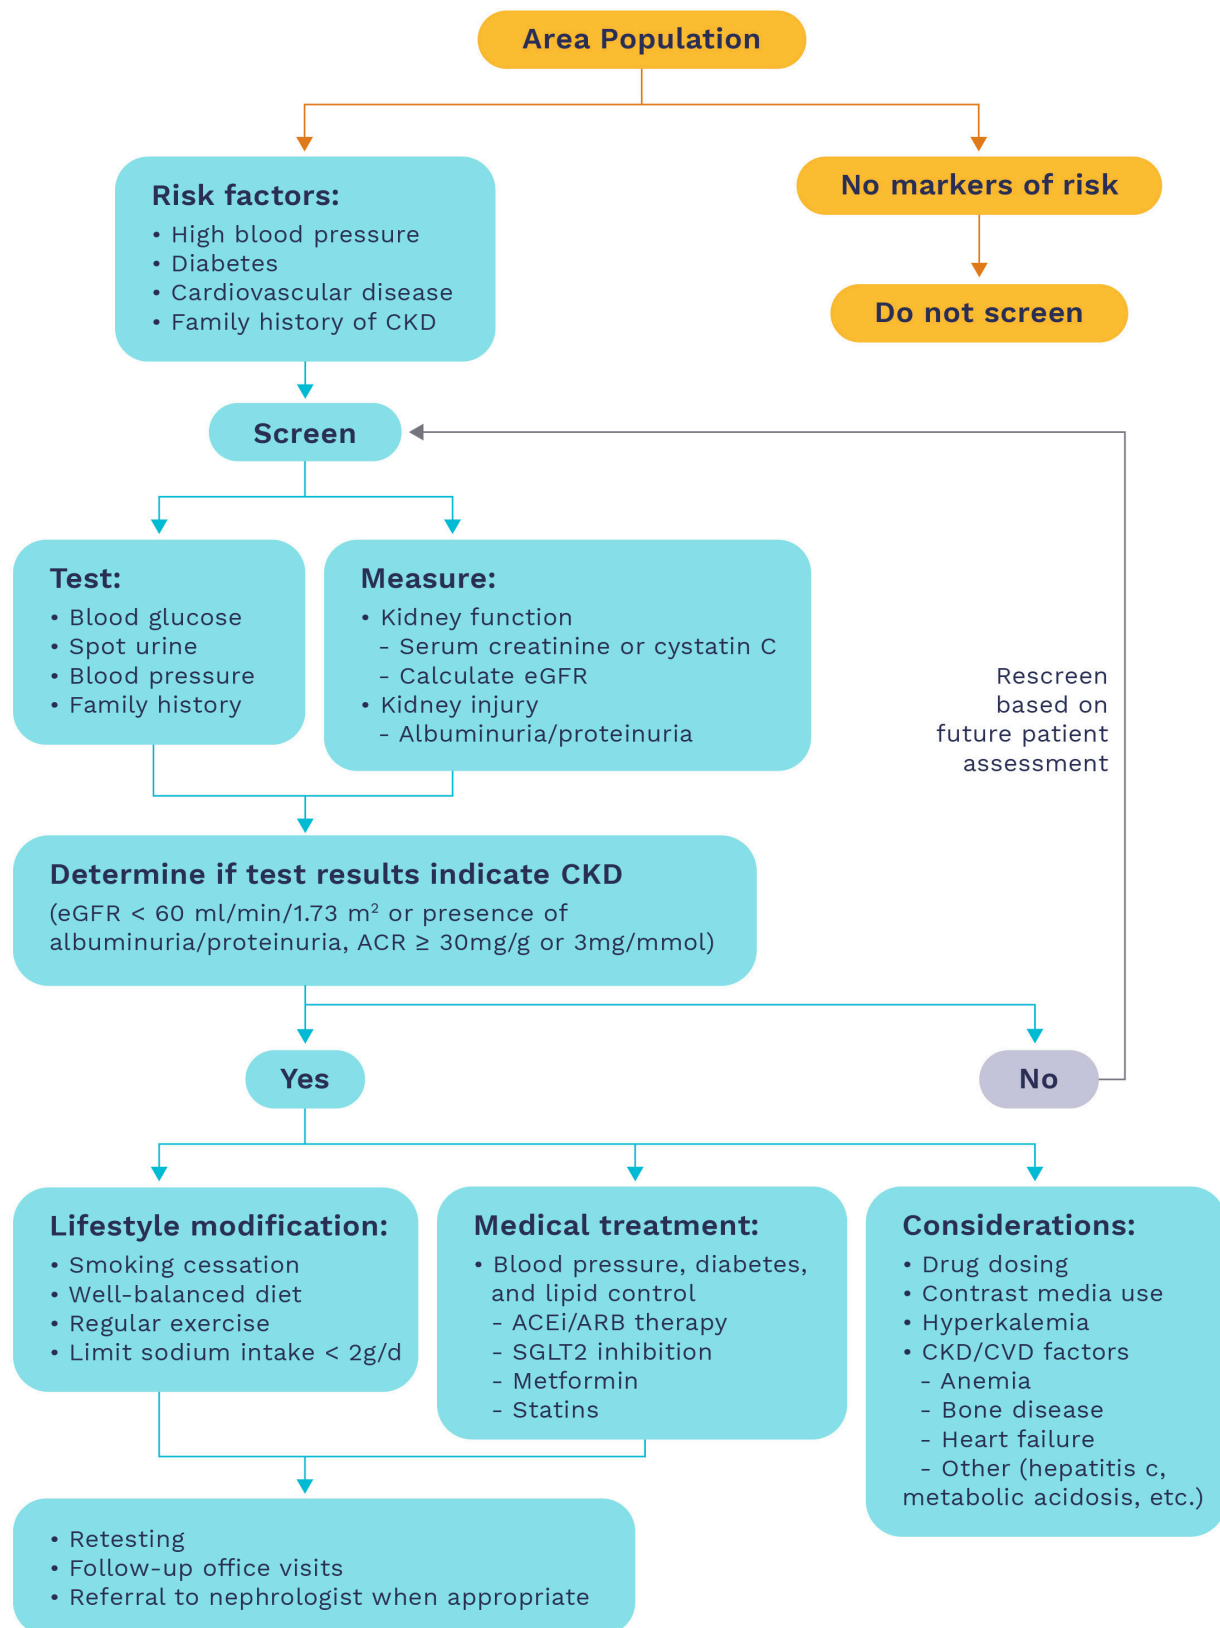 Area Population
Risk factors:
• High blood pressure
• Diabetes
• Cardiovascular disease
• Family history of CKD
No markers of risk
Do not screen
Screen
Test:
• Blood glucose
• Spot urine
• Blood pressure
• Family history
Measure:
• Kidney function
- Serum creatinine or cystatin C
- Calculate eGFR
• Kidney injury
- Albuminuria/proteinuria
Rescreen
based on
future patient
assessment
Determine if test results indicate CKD
(eGFR < 60 ml/min/1.73 m² or presence of
albuminuria/proteinuria, ACR ≥ 30mg/g or 3mg/mmol)
Yes
No
Lifestyle modification:
• Smoking cessation
• Well-balanced diet
• Regular exercise
• Limit sodium intake < 2g/d
Medical treatment:
• Blood pressure, diabetes,
and lipid control
- ACEi/ARB therapy
- SGLT2 inhibition
- Metformin
- Statins
Considerations:
• Drug dosing
• Contrast media use
• Hyperkalemia
• CKD/CVD factors
- Anemia
- Bone disease
- Heart failure
- Other (hepatitis c,
metabolic acidosis, etc.)
• Retesting
• Follow-up office visits
• Referral to nephrologist when appropriate